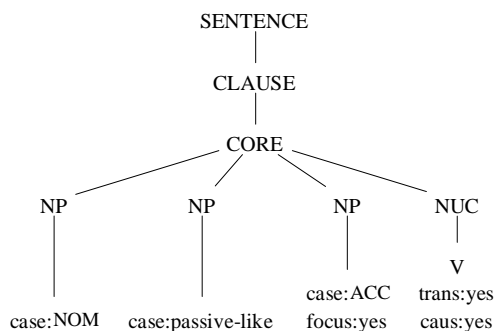 SENTENCE
CLAUSE
CORE
NP NP NP NUC
V
case:ACC trans:yes
case:NOM case:passive-like focus:yes caus:yes